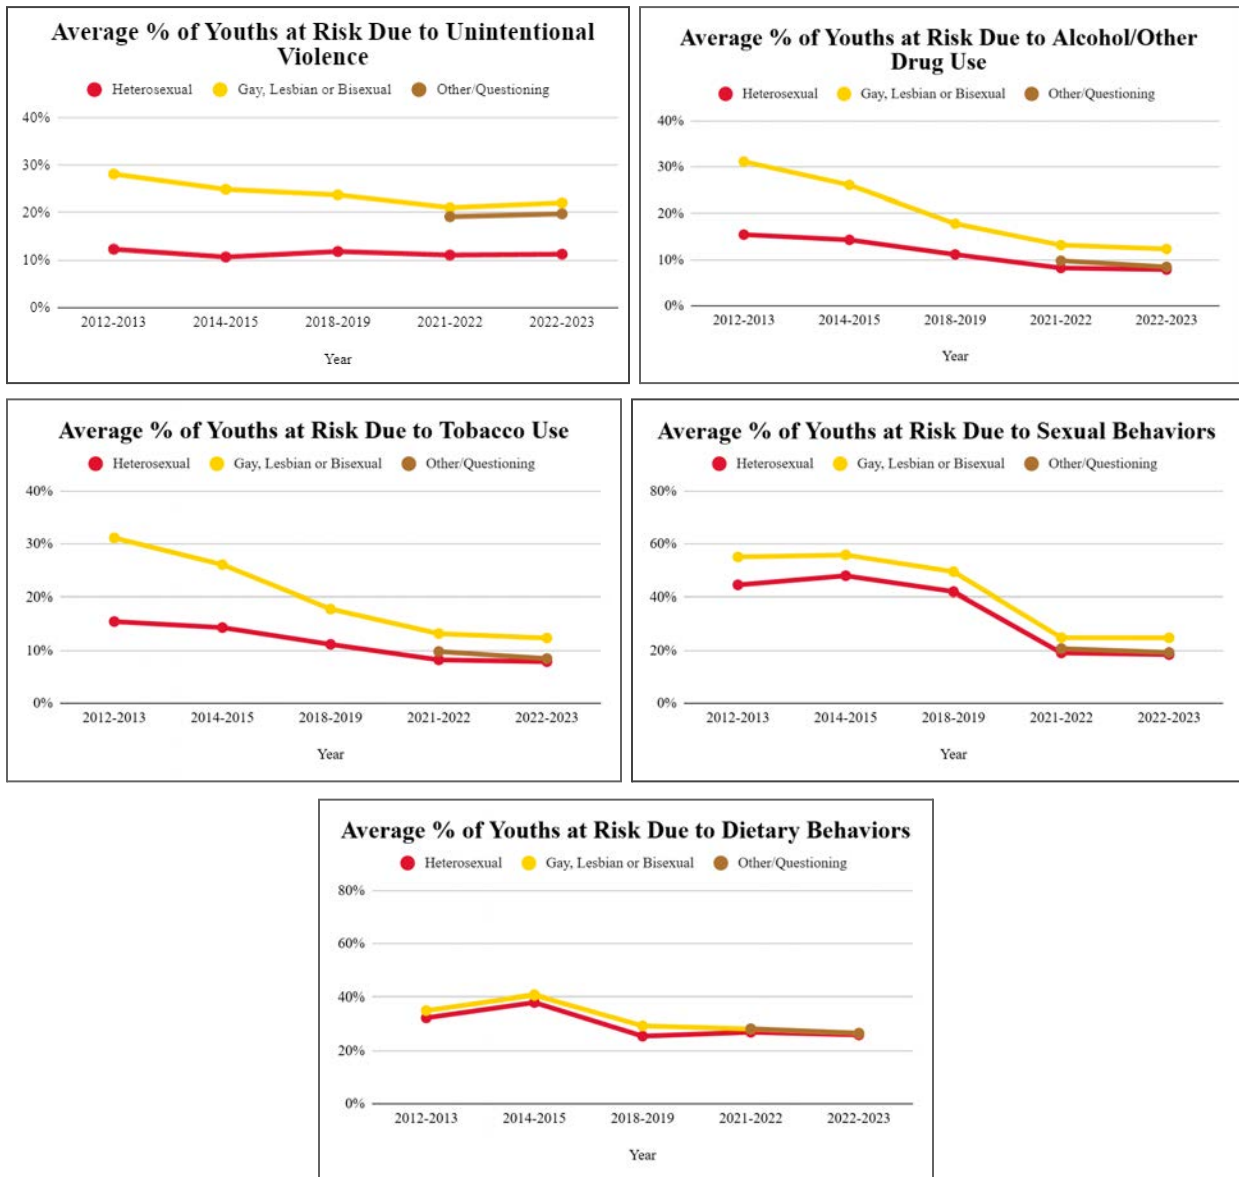 Average % of Youths at Risk Due to Unintentional
Violence
Heterosexual Gay, Lesbian or Bisexual Other/Questioning
40%
30%
20%
10%
0%
2012-2013 2014-2015 2018-2019 2021-2022 2022-2023
Year
Average % of Youths at Risk Due to Alcohol/Other
Drug Use
Heterosexual Gay, Lesbian or Bisexual Other/Questioning
40%
30%
20%
10%
0%
2012-2013 2014-2015 2018-2019 2021-2022 2022-2023
Year
Average % of Youths at Risk Due to Tobacco Use
Heterosexual Gay, Lesbian or Bisexual Other/Questioning
40%
30%
20%
10%
0%
2012-2013 2014-2015 2018-2019 2021-2022 2022-2023
Year
Average % of Youths at Risk Due to Sexual Behaviors
Heterosexual Gay, Lesbian or Bisexual Other/Questioning
80%
60%
40%
20%
0%
2012-2013 2014-2015 2018-2019 2021-2022 2022-2023
Year
Average % of Youths at Risk Due to Dietary Behaviors
Heterosexual Gay, Lesbian or Bisexual Other/Questioning
80%
60%
40%
20%
0%
2012-2013 2014-2015 2018-2019 2021-2022 2022-2023
Year